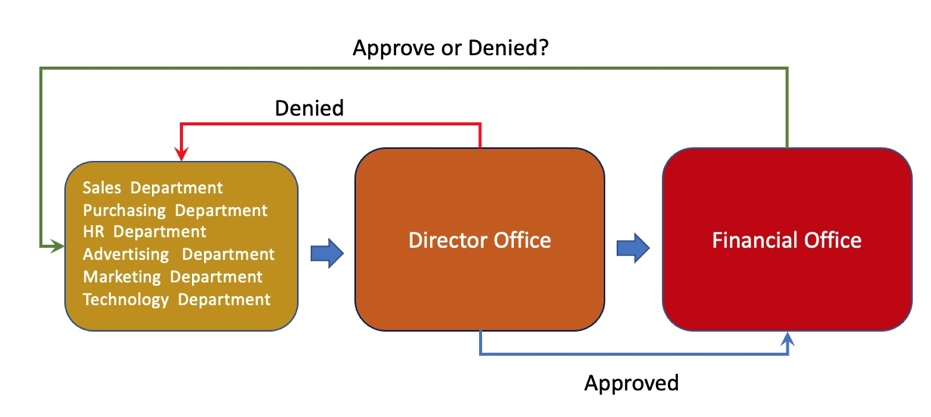 Approve or Denied?
Denied
Sales Department
Purchasing Department
HR Department
Advertising Department
Marketing Department
Technology Department
Director Office
Financial Office
Approved